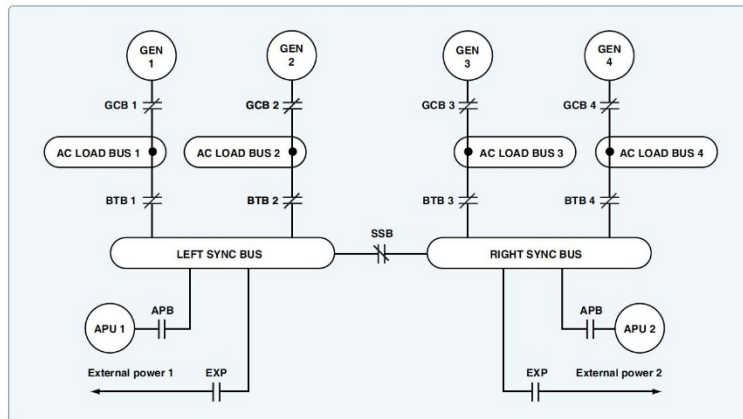 GEN
1
GEN
2
GEN
3
GEN
4
GCB 1
GCB 2
GCB 3
GCB 4
AC LOAD BUS 1
AC LOAD BUS 2
AC LOAD BUS 3
AC LOAD BUS 4
BTB 1
BTB 2
BTB 3
BTB 4
SSB
LEFT SYNC BUS
RIGHT SYNC BUS
APB
APB
APU 1
APU 2
External power 1
EXP
EXP
External power 2